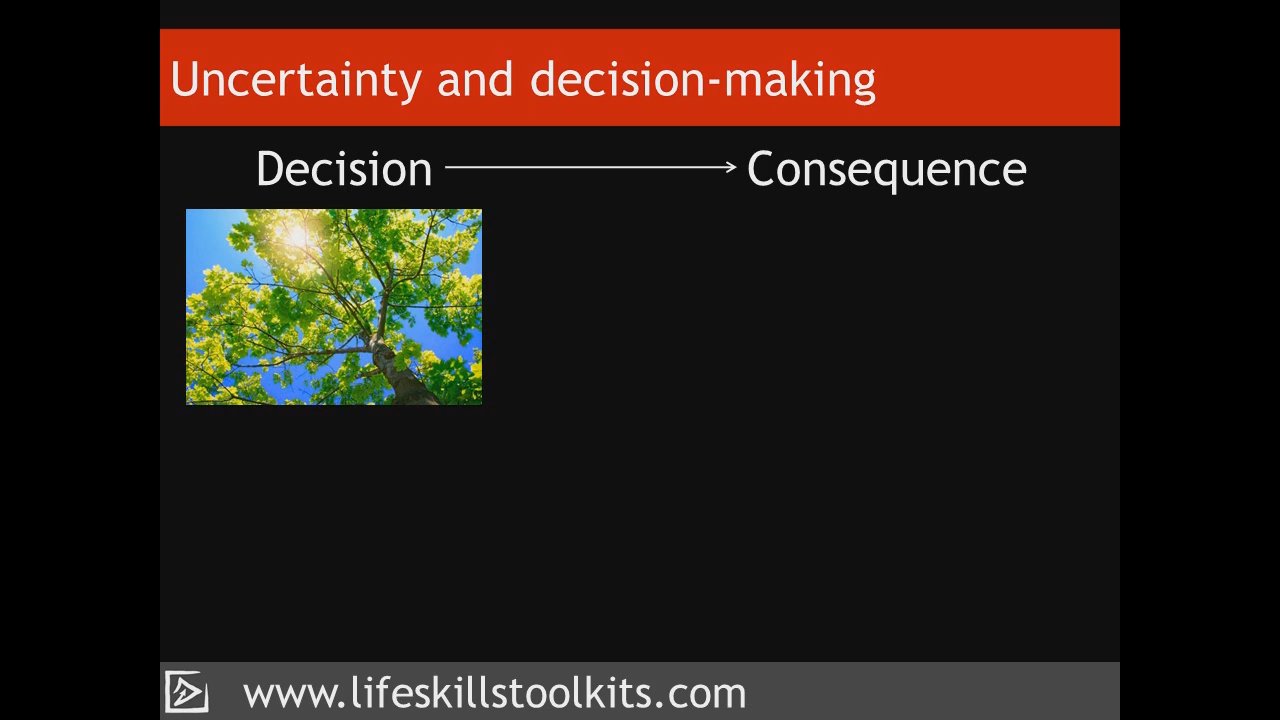 Uncertainty and decision-making
Decision Consequence
www.lifeskillstoolkits.com